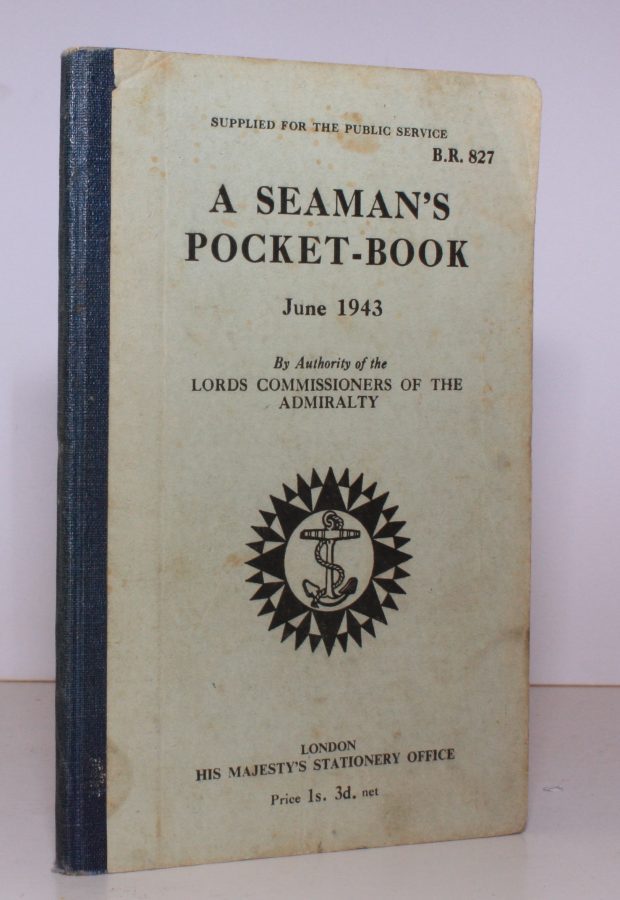 SUPPLIED FOR THE PUBLIC SERVICE
B.R. 827
A SEAMAN'S
POCKET-BOOK
June 1943
By Authority of the
LORDS COMMISSIONERS OF THE
ADMIRALTY
LONDON
HIS MAJESTY'S STATIONERY OFFICE
Price 1s. 3d. net